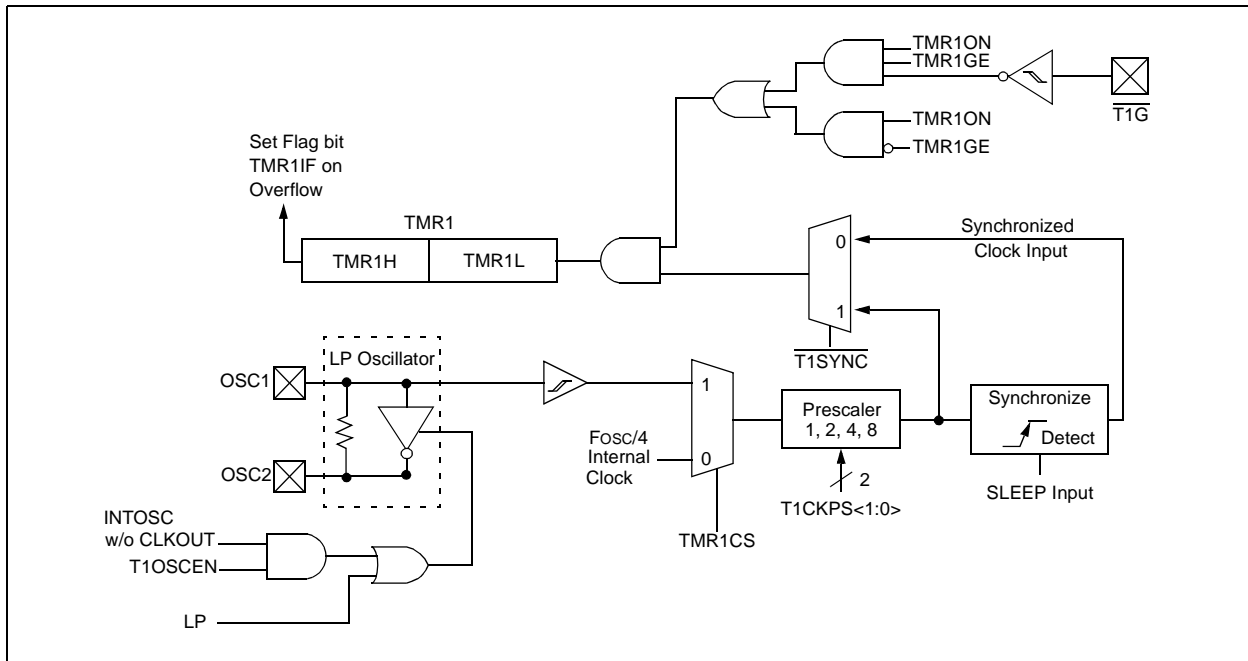 TMR1ON
TMR1GE
T1G
TMR1ON
TMR1GE
Set Flag bit
TMR1IF on
Overflow
TMR1
TMR1H
TMR1L
0
Synchronized
Clock Input
1
T1SYNC
LP Oscillator
OSC1
OSC2
1
FOSC/4
Internal
Clock
0
TMR1CS
Prescaler
1, 2, 4, 8
2
T1CKPS<1:0>
Synchronize
Detect
SLEEP Input
INTOSC
w/o CLKOUT
T1OSCEN
LP